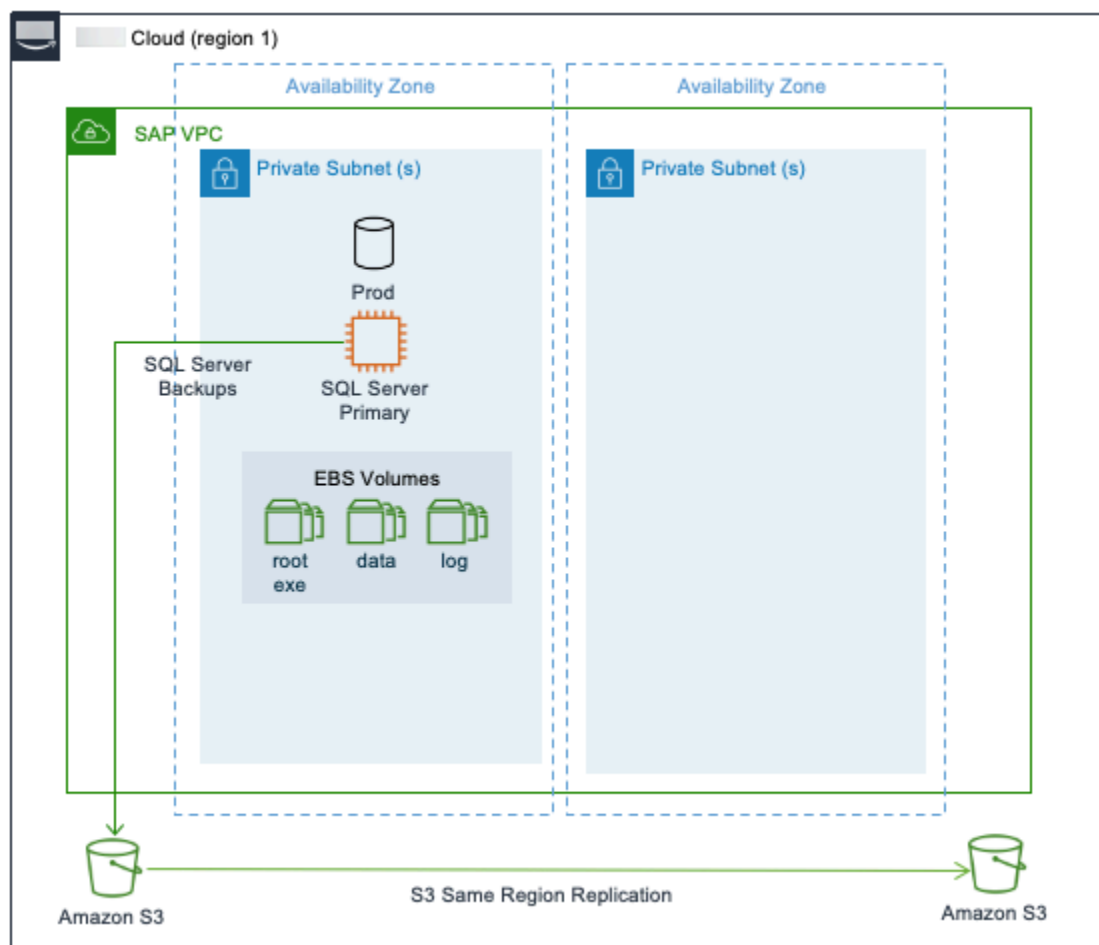 Cloud (region 1)
Availability Zone
Availability Zone
SAP VPC
Private Subnet (s)
Private Subnet (s)
Prod
SQL Server
Backups
SQL Server
Primary
EBS Volumes
root
exe
data
log
S3 Same Region Replication
Amazon S3
Amazon S3